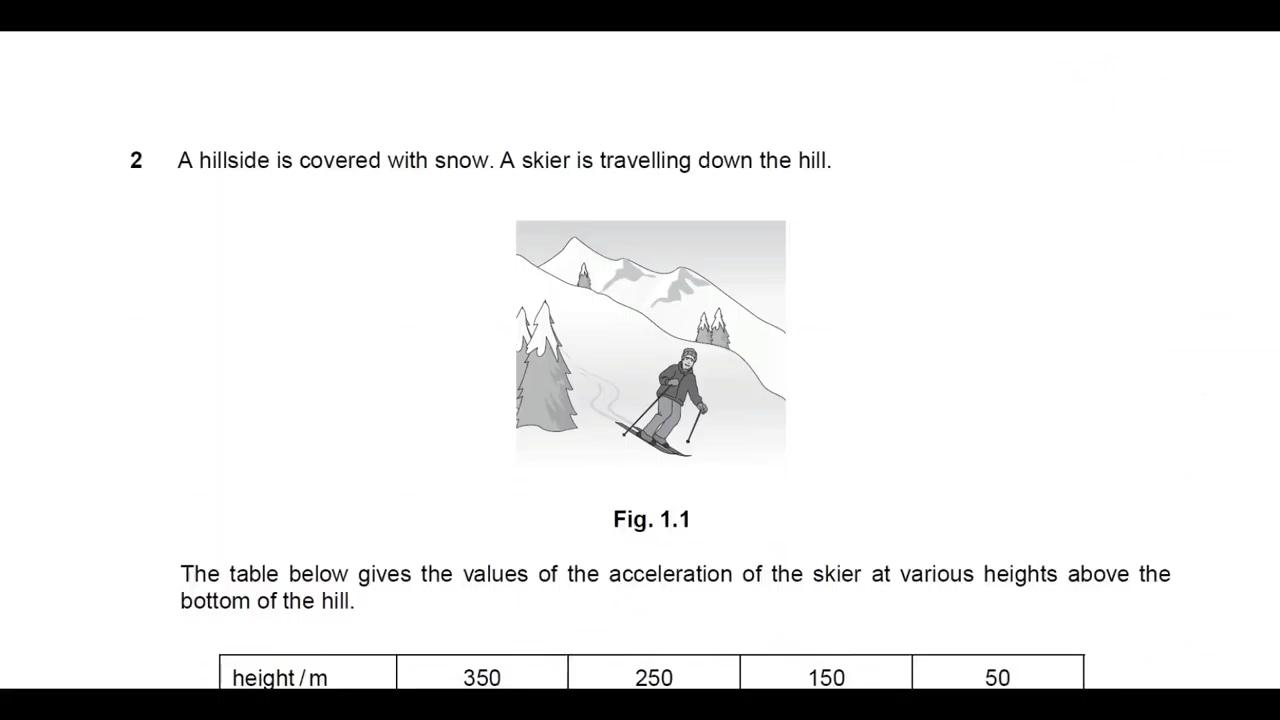 2 A hillside is covered with snow. A skier is travelling down the hill.
Fig. 1.1
The table below gives the values of the acceleration of the skier at various heights above the
bottom of the hill.
height / m 350 250 150 50